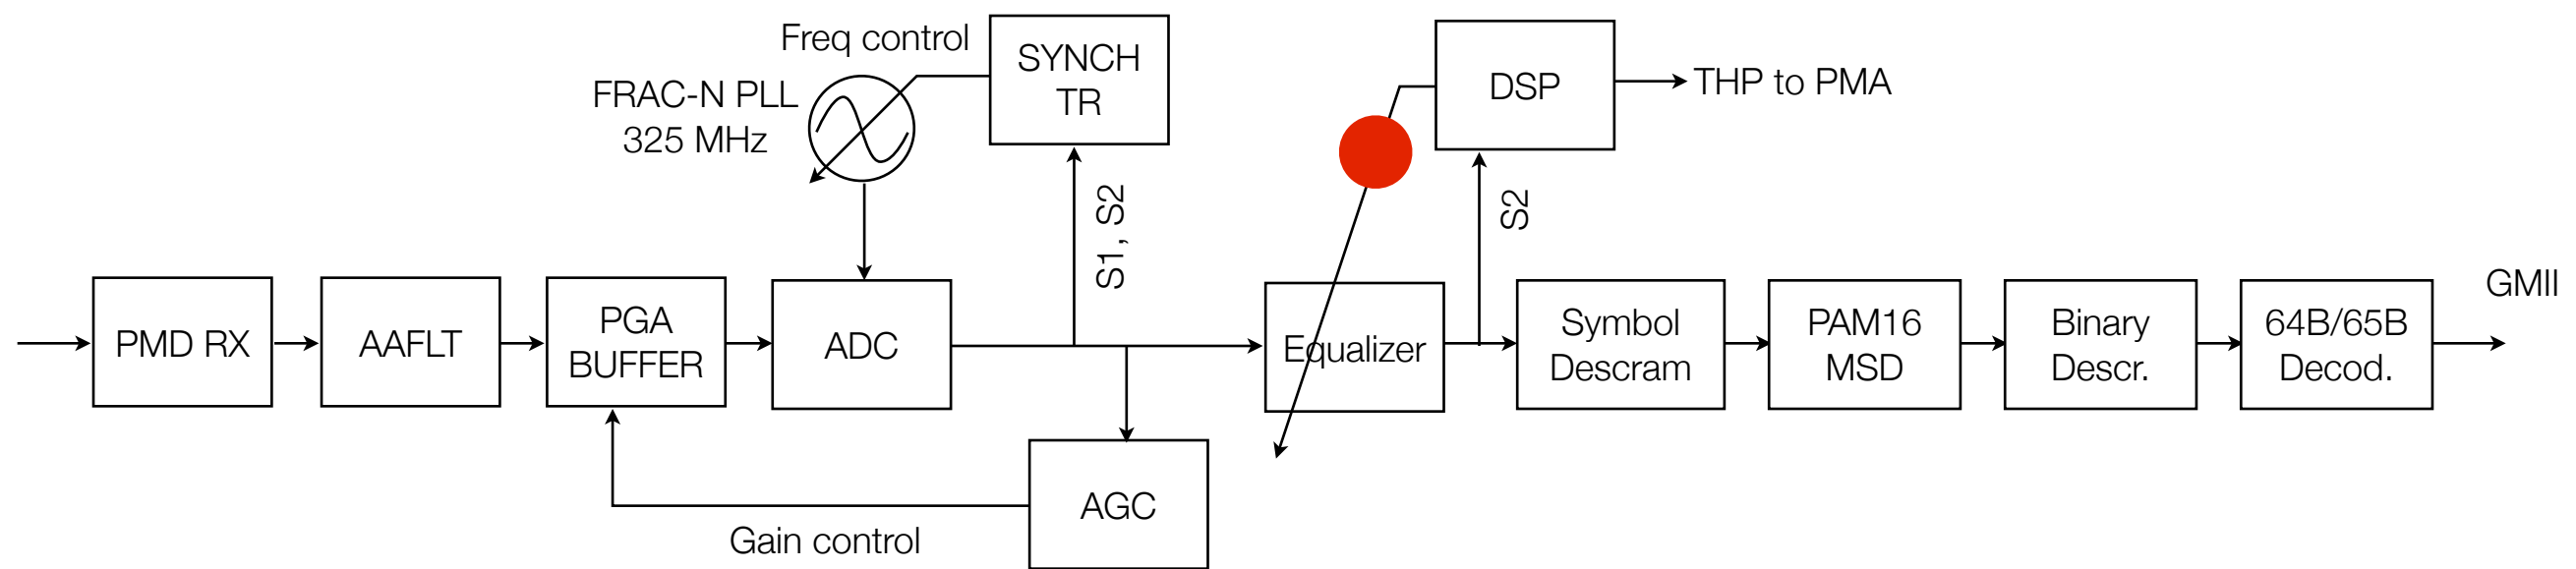 Freq control
FRAC-N PLL
325 MHz
SYNCH
TR
DSP
THP to PMA
S1, S2
S2
PMD RX
AAFLT
PGA
BUFFER
ADC
Equalizer
Symbol
Descram
PAM16
MSD
Binary
Descr.
64B/65B
Decod.
GMII
AGC
Gain control